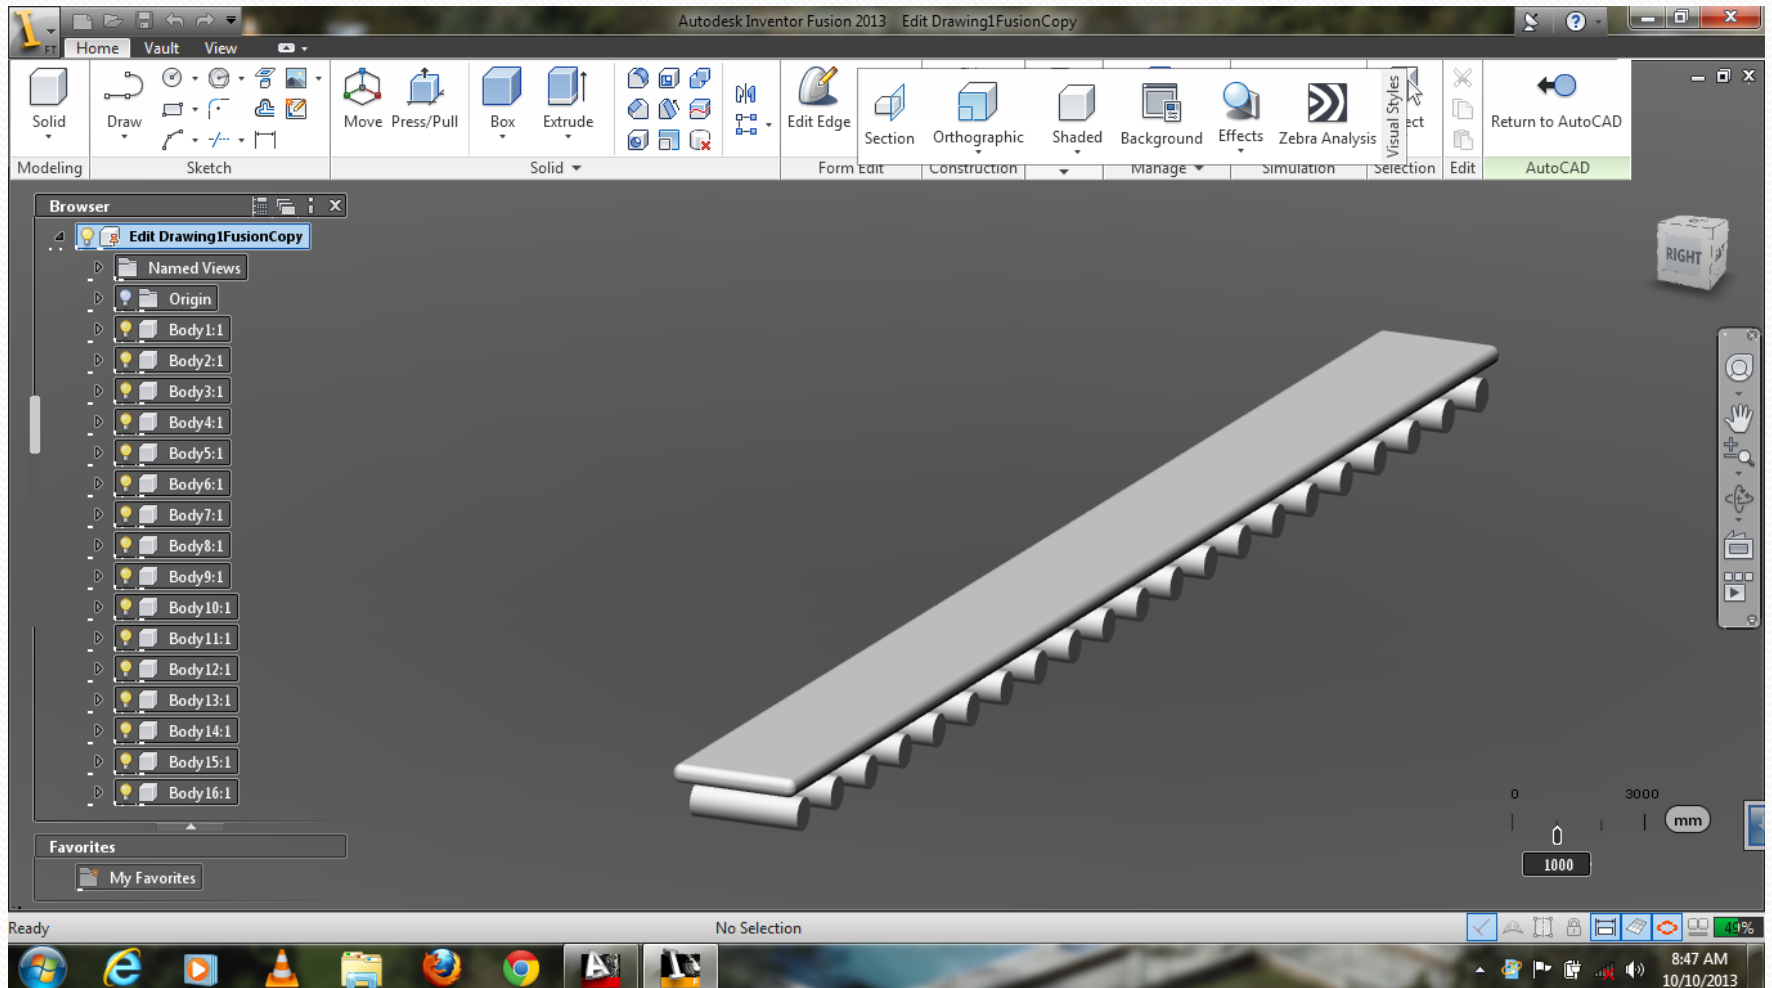 Autodesk Inventor Fusion 2013 Edit Drawing1FusionCopy
FT Home Vault View
Solid Draw Move Press/Pull Box Extrude Edit Edge Section Orthographic Shaded Background Effects Zebra Analysis Visual Styles Return to AutoCAD
Modeling Sketch Solid Form Edit Construction Manage Simulation Selection Edit AutoCAD
Browser
Edit Drawing1FusionCopy
Named Views
Origin
Body1:1
Body2:1
Body3:1
Body4:1
Body5:1
Body6:1
Body7:1
Body8:1
Body9:1
Body10:1
Body11:1
Body12:1
Body13:1
Body14:1
Body15:1
Body16:1
Favorites
My Favorites
RIGHT
0 3000
mm
1000
Ready No Selection 49%
8:47 AM
10/10/2013